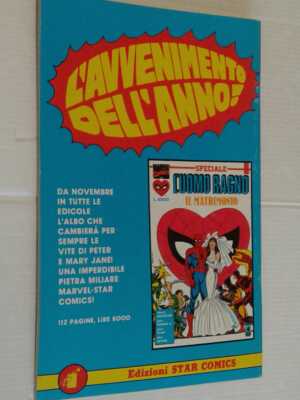 L'AVVENIMENTO
DELL'ANNO!
DA NOVEMBRE
IN TUTTE LE
EDICOLE
L'ALBO CHE
CAMBIERÀ PER
SEMPRE LE
VITE DI PETER
E MARY JANE!
UNA IMPERDIBILE
PIETRA MILIARE
MARVEL-STAR
COMICS!
112 PAGINE, LIRE 6000
SPECIALE
L'UOMO RAGNO
IL MATRIMONIO
Edizioni STAR COMICS